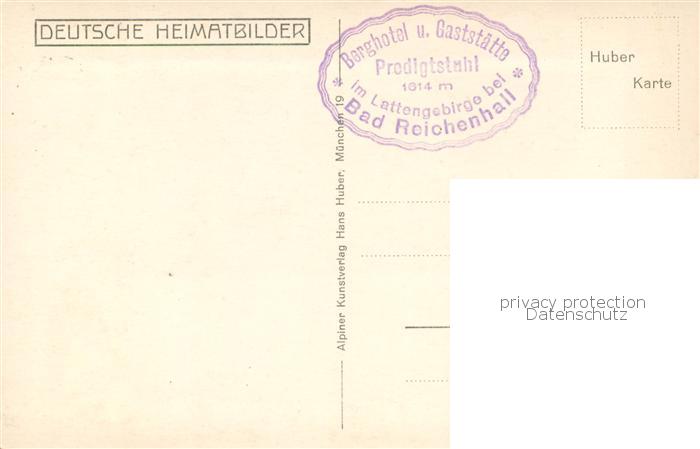 DEUTSCHE HEIMATBILDER
Berghotel u. Gaststätte
Predigtstuhl
1614 m
im Lattengebirge bei
Bad Reichenhall
Huber
Karte
Alpiner Kunstverlag Hans Huber, München 19
privacy protection
Datenschutz